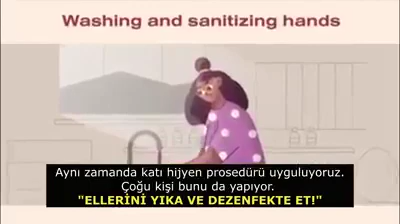 Washing and sanitizing hands
Aynı zamanda katı hijyen prosedürü uyguluyoruz.
Çoğu kişi bunu da yapıyor.
"ELLERİNİ YIKA VE DEZENFEKTE ET!"